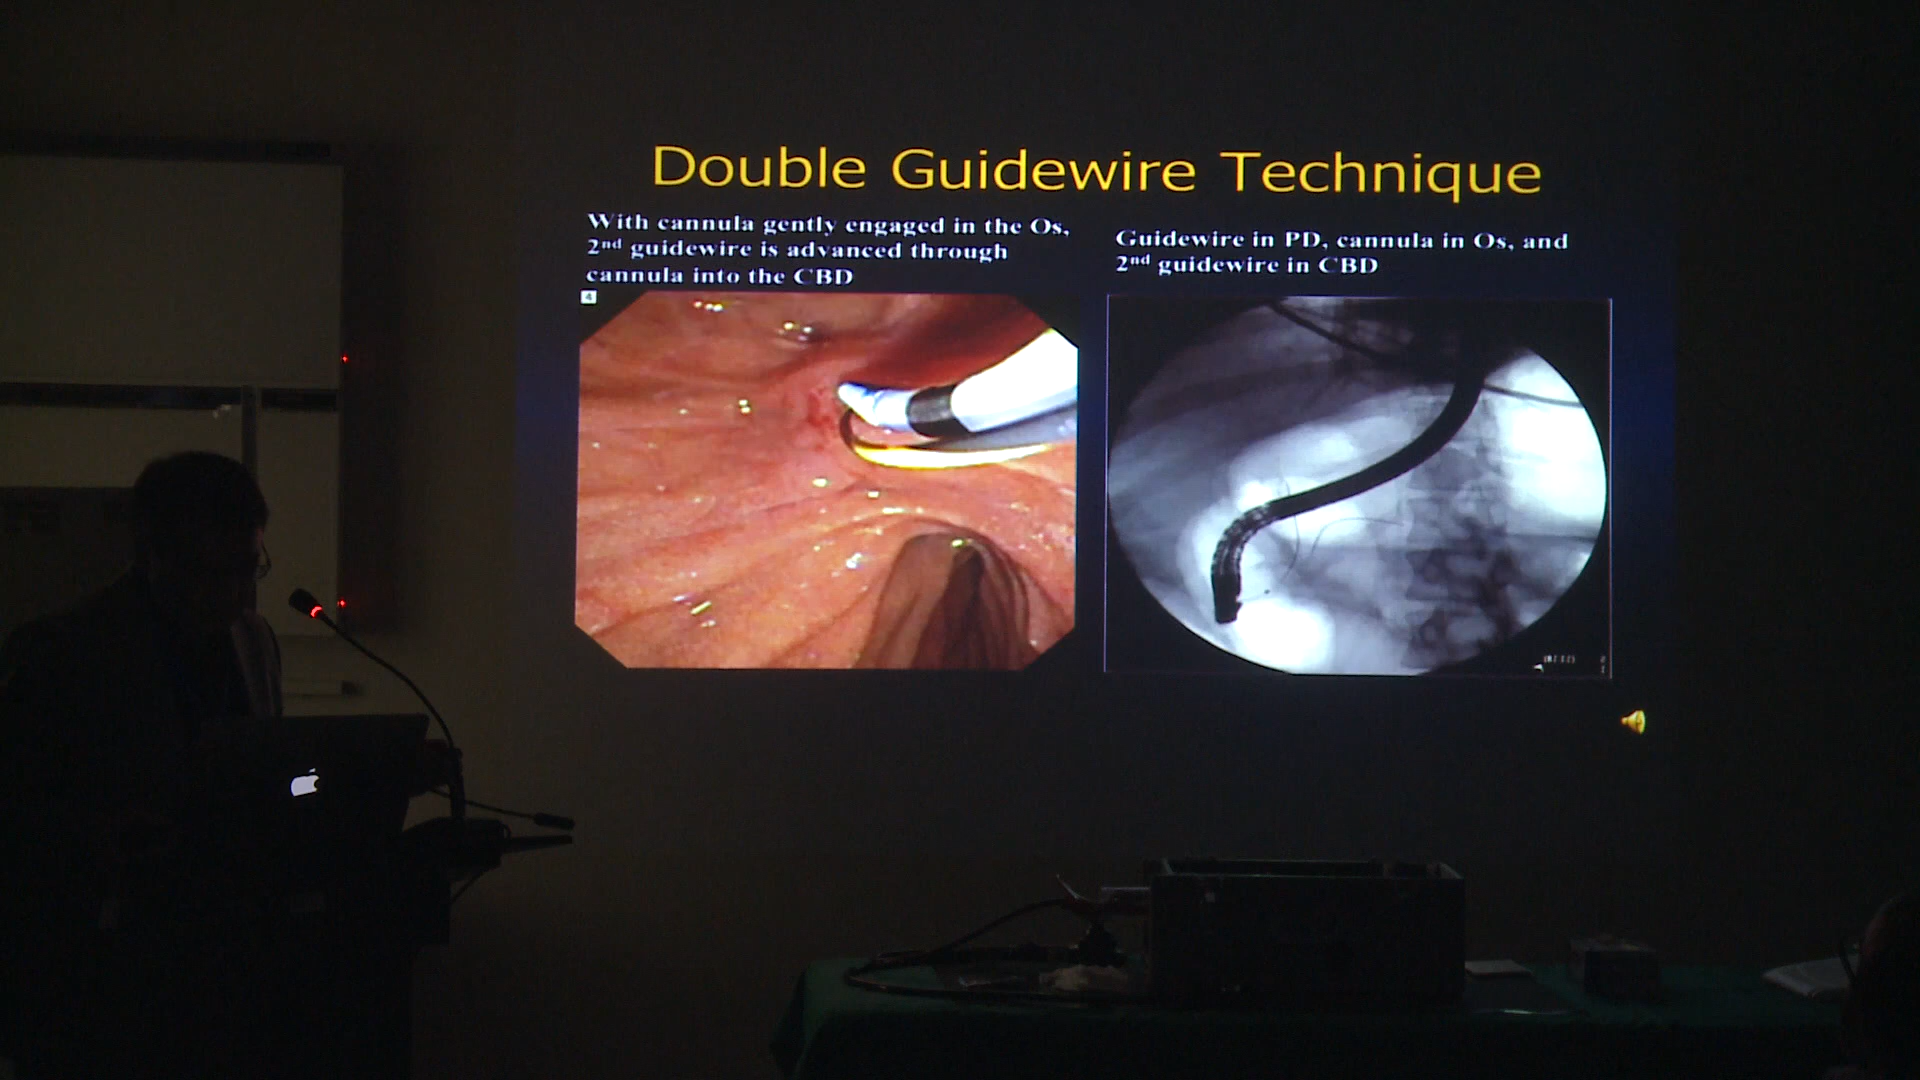 Double Guidewire Technique
With cannula gently engaged in the Os,
2nd guidewire is advanced through
cannula into the CBD
Guidewire in PD, cannula in Os, and
2nd guidewire in CBD
4